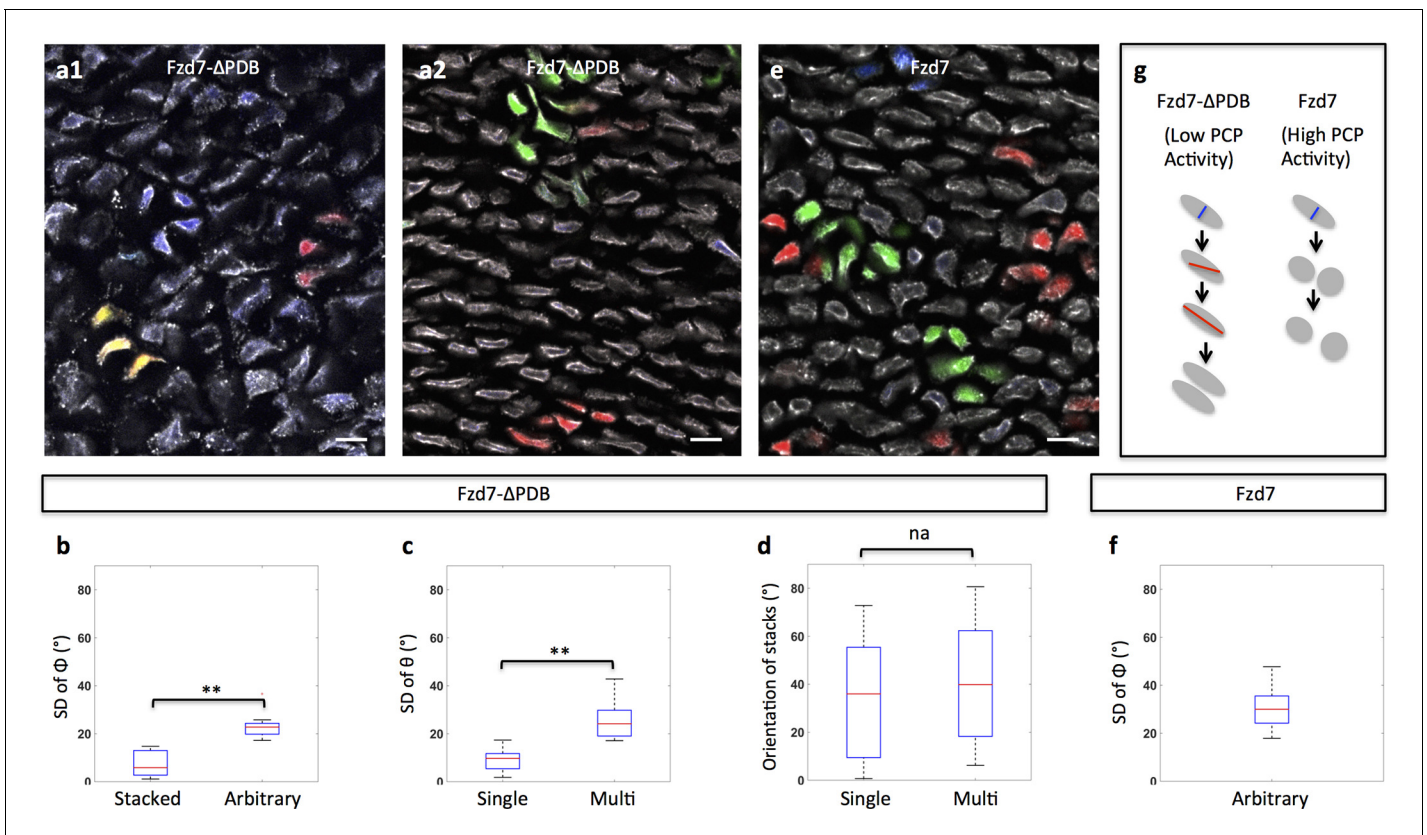 a1
Fzd7-ΔPDB
a2
Fzd7-ΔPDB
e
Fzd7
g
Fzd7-ΔPDB
(Low PCP
Activity)
Fzd7
(High PCP
Activity)
Fzd7-ΔPDB
Fzd7
b
SD of Φ (°)
80
60
40
20
0
**
Stacked
Arbitrary
c
SD of θ (°)
80
60
40
20
0
**
Single
Multi
d
Orientation of stacks (°)
80
60
40
20
0
na
Single
Multi
f
SD of Φ (°)
80
60
40
20
0
Arbitrary